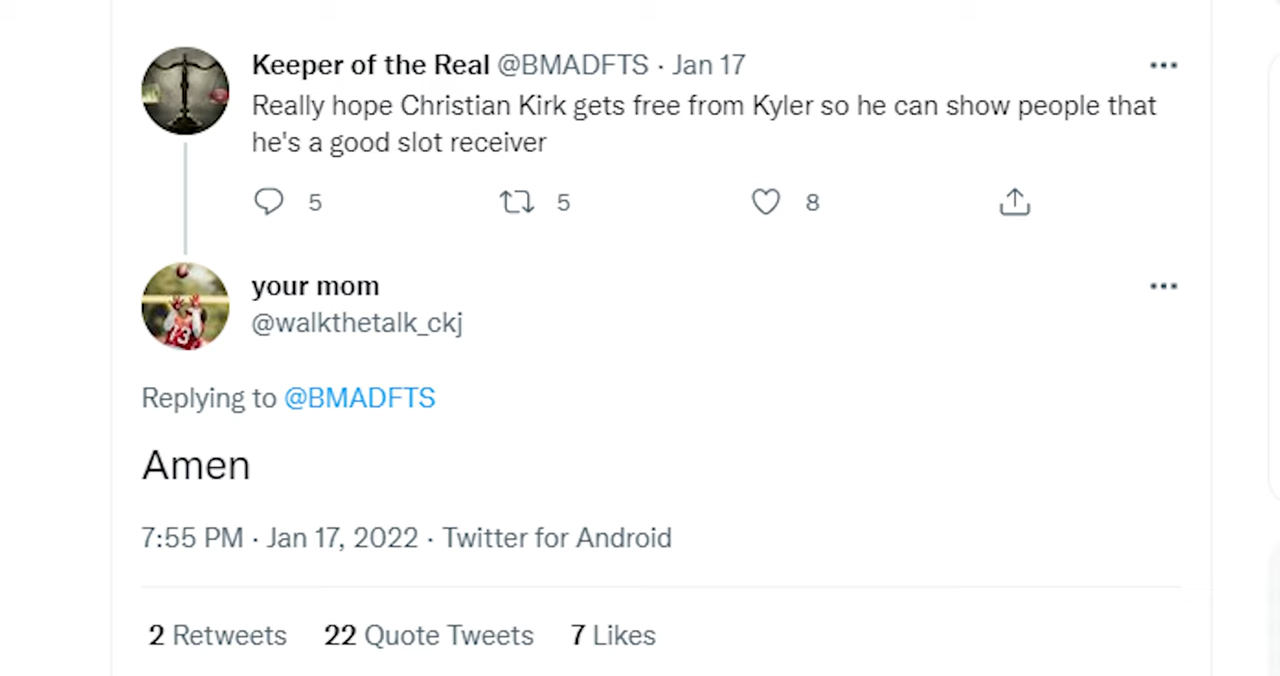 Keeper of the Real @BMADFTS · Jan 17
Really hope Christian Kirk gets free from Kyler so he can show people that
he's a good slot receiver
5 5 8
your mom
@walkthetalk_ckj
Replying to @BMADFTS
Amen
7:55 PM · Jan 17, 2022 · Twitter for Android
2 Retweets 22 Quote Tweets 7 Likes